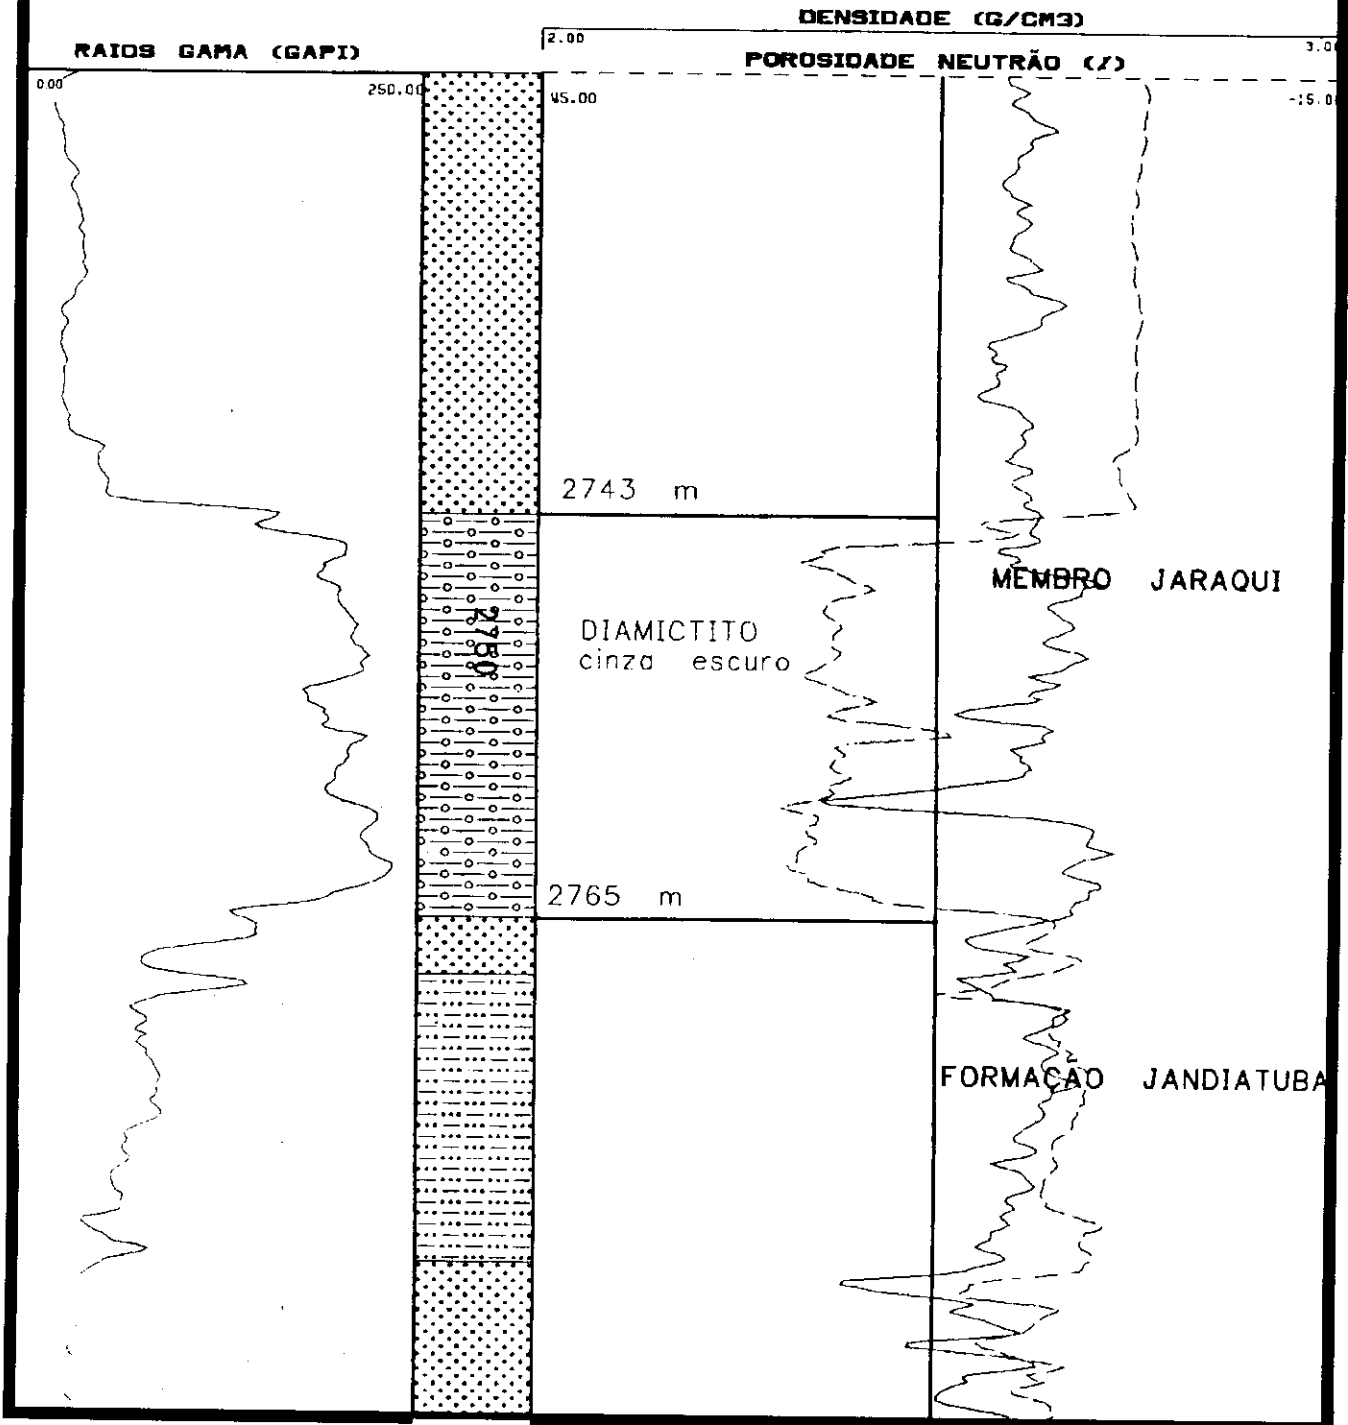 DENSIDADE (G/CM3)
2.00 3.00
RAIOS GAMA (GAPI)
POROSIDADE NEUTRÃO (%)
0.00 250.00
45.00 -15.00
2743 m
MEMBRO JARAQUI
2750
DIAMICTITO
cinza escuro
2765 m
FORMAÇÃO JANDIATUBA